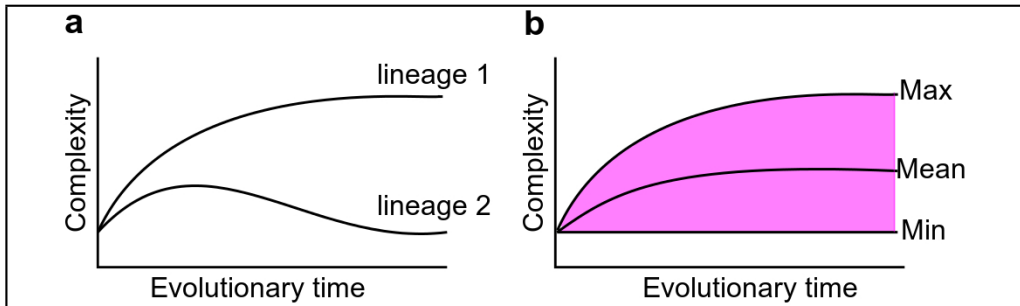 a
Complexity
lineage 1
lineage 2
Evolutionary time
b
Complexity
Max
Mean
Min
Evolutionary time